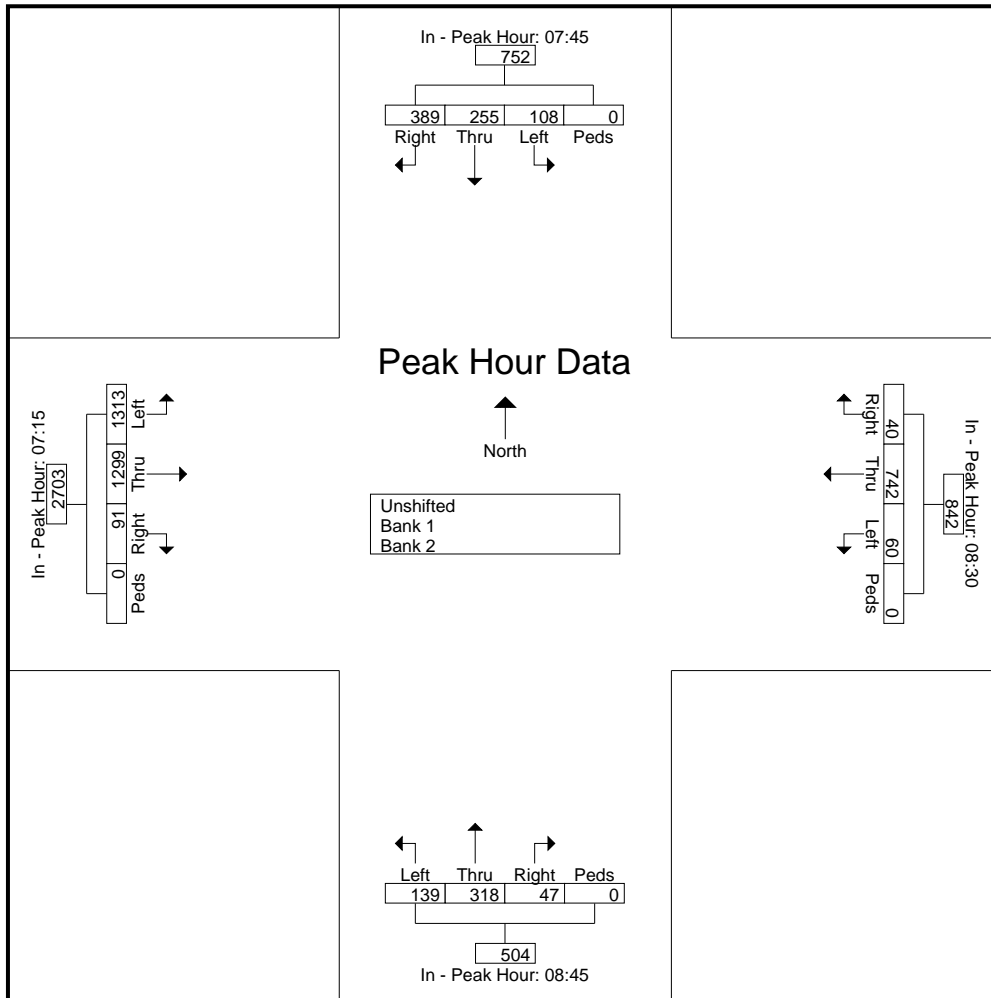 In - Peak Hour: 07:45
752
389 255 108 0
Right Thru Left Peds
Peak Hour Data
North
Unshifted
Bank 1
Bank 2
In - Peak Hour: 07:15
2703
1313 1299 91 0
Left Thru Right Peds
Right Thru Left Peds
40 742 60 0
842
In - Peak Hour: 08:30
Left Thru Right Peds
139 318 47 0
504
In - Peak Hour: 08:45